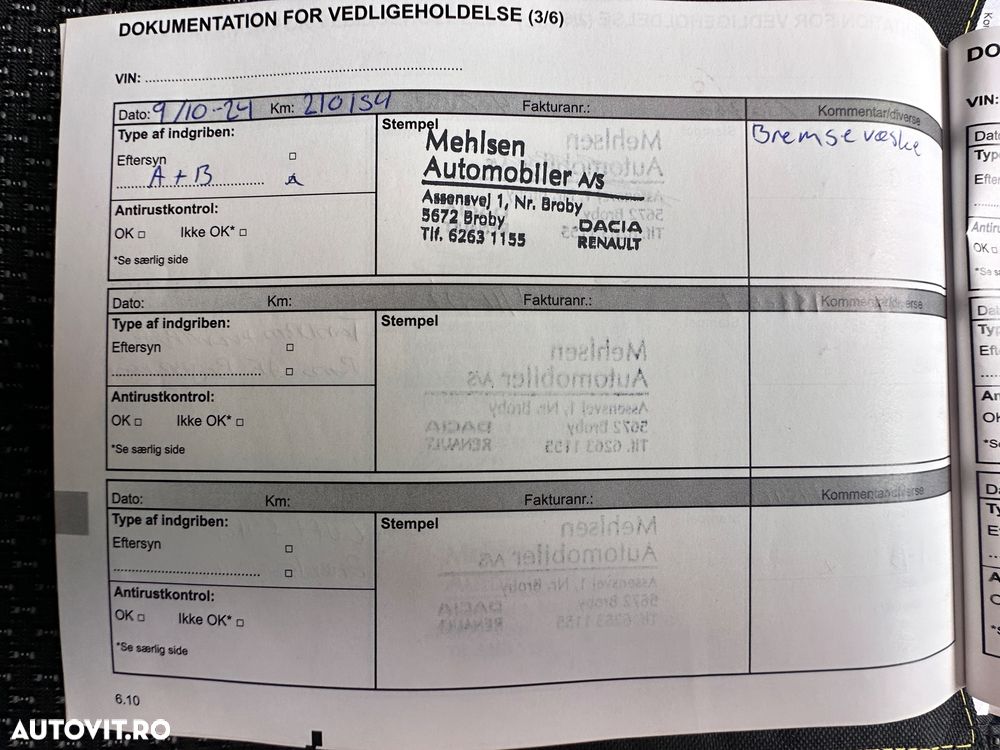 DOKUMENTATION FOR VEDLIGEHOLDELSE (3/6)
VIN: ........................................................................
Dato: 9/10-24 Km: 210154 Fakturanr.: Kommentar/diverse
Type af indgriben:
Eftersyn □
A + B
Antirustkontrol:
OK □ Ikke OK* □
*Se særlig side
Stempel
Mehlsen
Automobiler A/S
Assensvej 1, Nr. Broby
5672 Broby
Tlf. 6263 1155
DACIA
RENAULT
Bremsevæske
Dato: Km: Fakturanr.: Kommentar/diverse
Type af indgriben:
Eftersyn □
................................................ □
Antirustkontrol:
OK □ Ikke OK* □
*Se særlig side
Stempel
Dato: Km: Fakturanr.: Kommentar/diverse
Type af indgriben:
Eftersyn □
................................................ □
Antirustkontrol:
OK □ Ikke OK* □
*Se særlig side
Stempel
6.10
DO
VIN:
AUTOVIT.RO